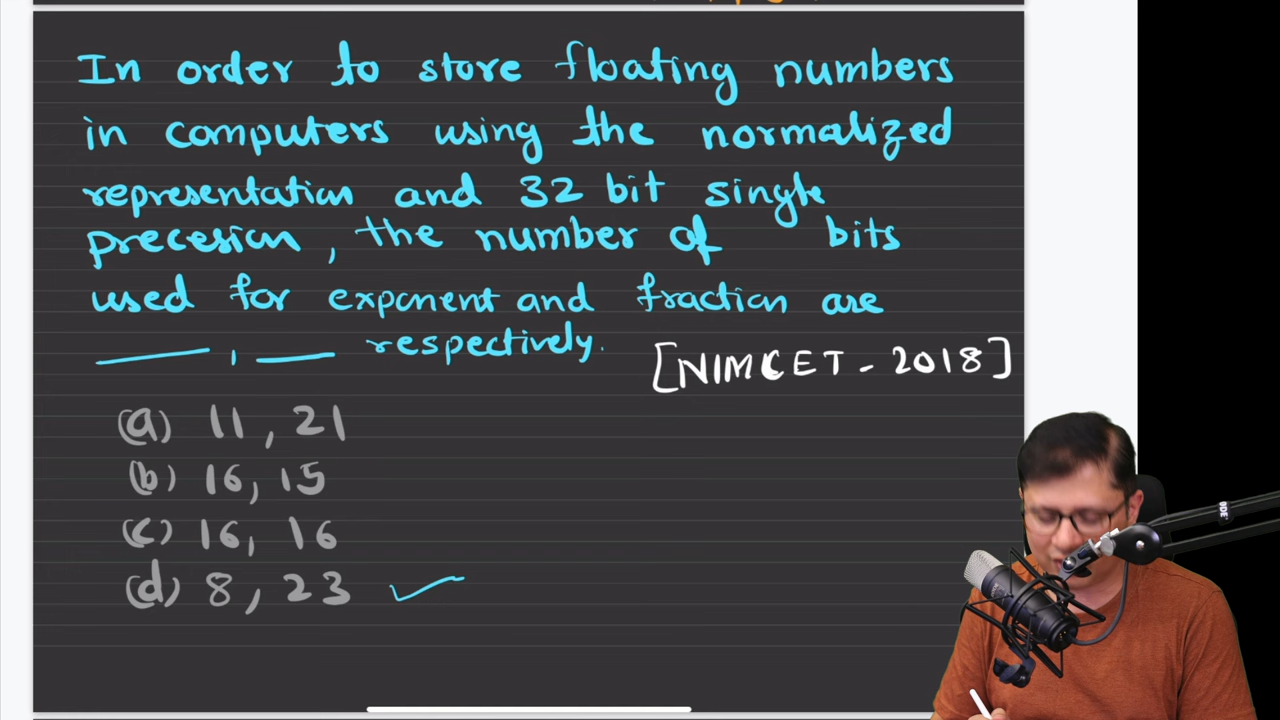 In order to store floating numbers
in computers using the normalized
representation and 32 bit single
precesion, the number of bits
used for exponent and fraction are
____, ___ respectively.
[NIMCET - 2018]
(a) 11, 21
(b) 16, 15
(c) 16, 16
(d) 8, 23 ✓